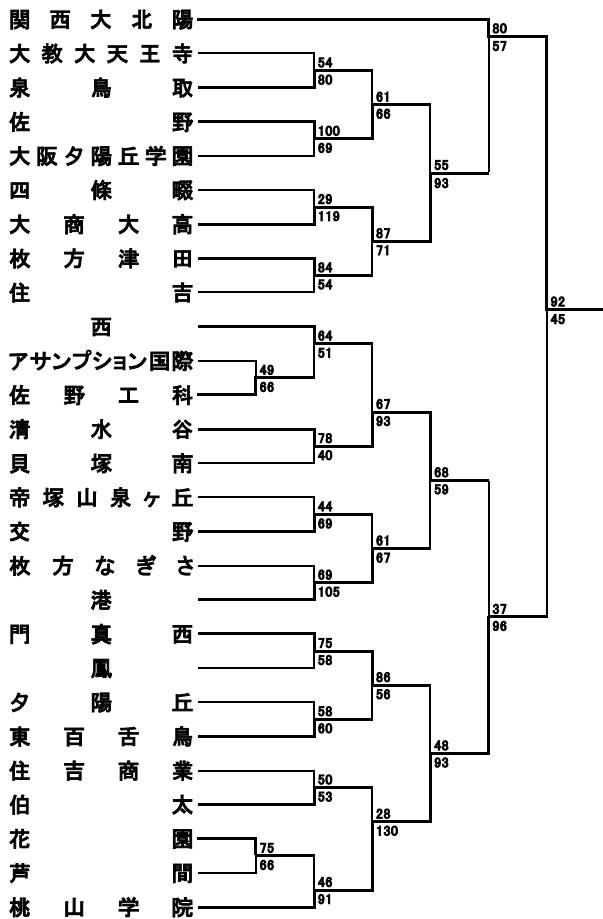 関西大北陽
80
57
大教大天王寺
54
80
泉鳥取
61
66
佐野
100
69
大阪夕陽丘学園
55
93
四條畷
29
119
大商大高
87
71
枚方津田
84
54
住吉
92
45
西
64
51
アサンプション国際
49
66
佐野工科
67
93
清水谷
78
40
貝塚南
68
59
帝塚山泉ヶ丘
44
69
交野
61
67
枚方なぎさ
69
105
港
37
96
門真西
75
58
鳳
86
56
夕陽丘
58
60
東百舌鳥
48
93
住吉商業
50
53
伯太
28
130
花園
75
66
芦間
46
91
桃山学院